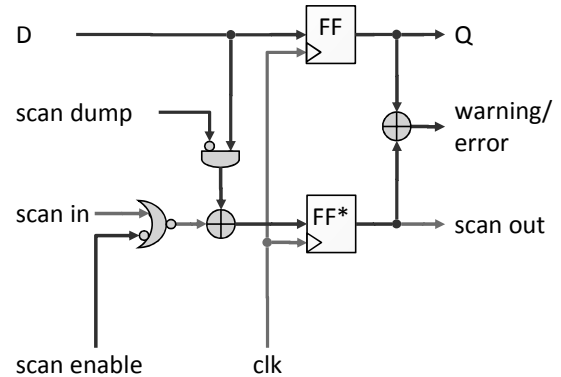 D
FF
Q
scan dump
warning/
error
scan in
FF*
scan out
scan enable
clk